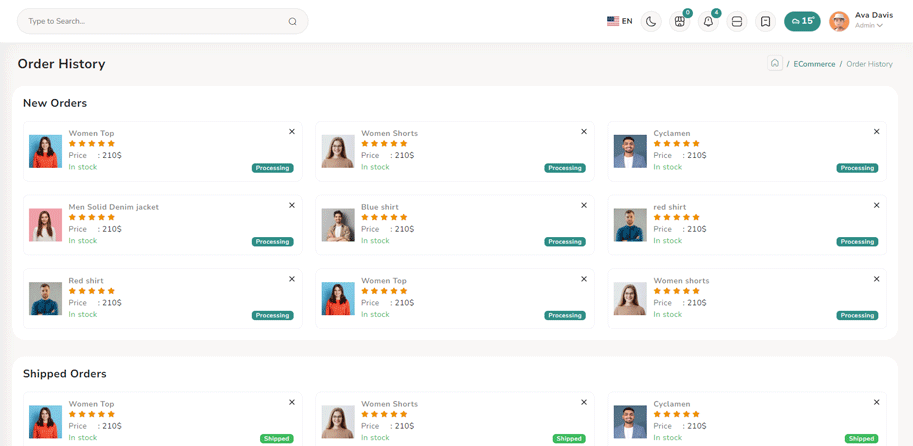 Type to Search...
EN
0
4
15°
Ava Davis
Admin
Order History
/ ECommerce / Order History
New Orders
Women Top
Price : 210$
In stock
Processing
Women Shorts
Price : 210$
In stock
Processing
Cyclamen
Price : 210$
In stock
Processing
Men Solid Denim jacket
Price : 210$
In stock
Processing
Blue shirt
Price : 210$
In stock
Processing
red shirt
Price : 210$
In stock
Processing
Red shirt
Price : 210$
In stock
Processing
Women Top
Price : 210$
In stock
Processing
Women shorts
Price : 210$
In stock
Processing
Shipped Orders
Women Top
Price : 210$
In stock
Shipped
Women Shorts
Price : 210$
In stock
Shipped
Cyclamen
Price : 210$
In stock
Shipped